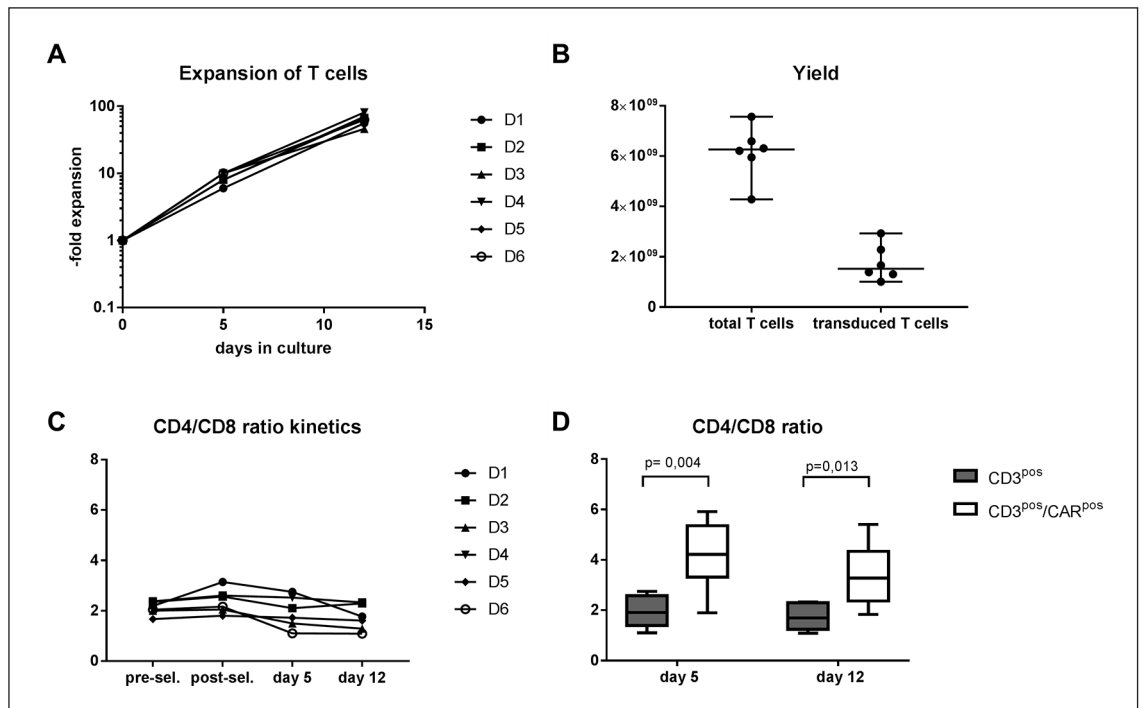 A
Expansion of T cells
-fold expansion
100
10
1
0.1
0 5 10 15
days in culture
D1
D2
D3
D4
D5
D6
B
Yield
8×10⁰⁹
6×10⁰⁹
4×10⁰⁹
2×10⁰⁹
0
total T cells transduced T cells
C
CD4/CD8 ratio kinetics
8
6
4
2
0
pre-sel. post-sel. day 5 day 12
D1
D2
D3
D4
D5
D6
D
CD4/CD8 ratio
8
6
4
2
0
p= 0,004
p=0,013
day 5 day 12
CD3ᵖᵒˢ
CD3ᵖᵒˢ/CARᵖᵒˢ